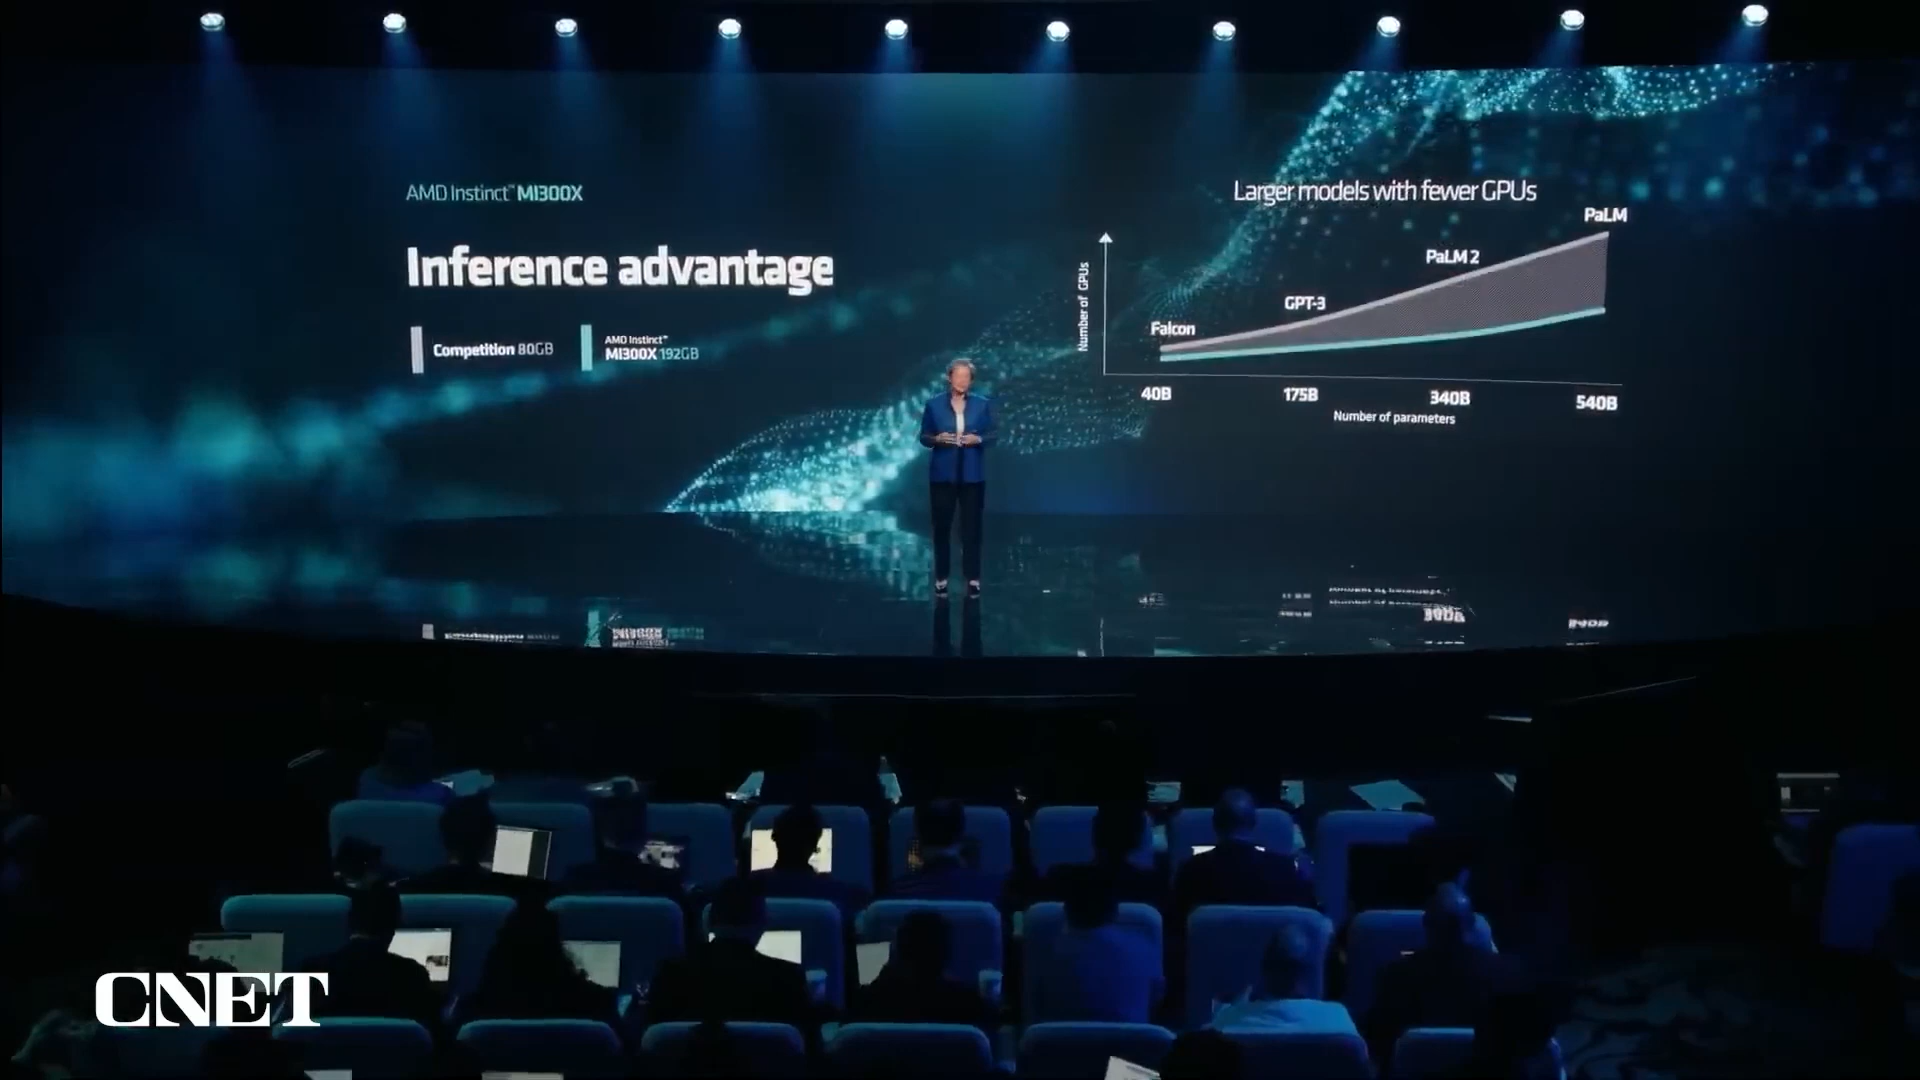 AMD Instinct™ MI300X
Inference advantage
Competition 80GB
AMD Instinct™
MI300X 192GB
Larger models with fewer GPUs
Number of GPUs
Falcon
GPT-3
PaLM 2
PaLM
40B
175B
340B
540B
Number of parameters
CNET